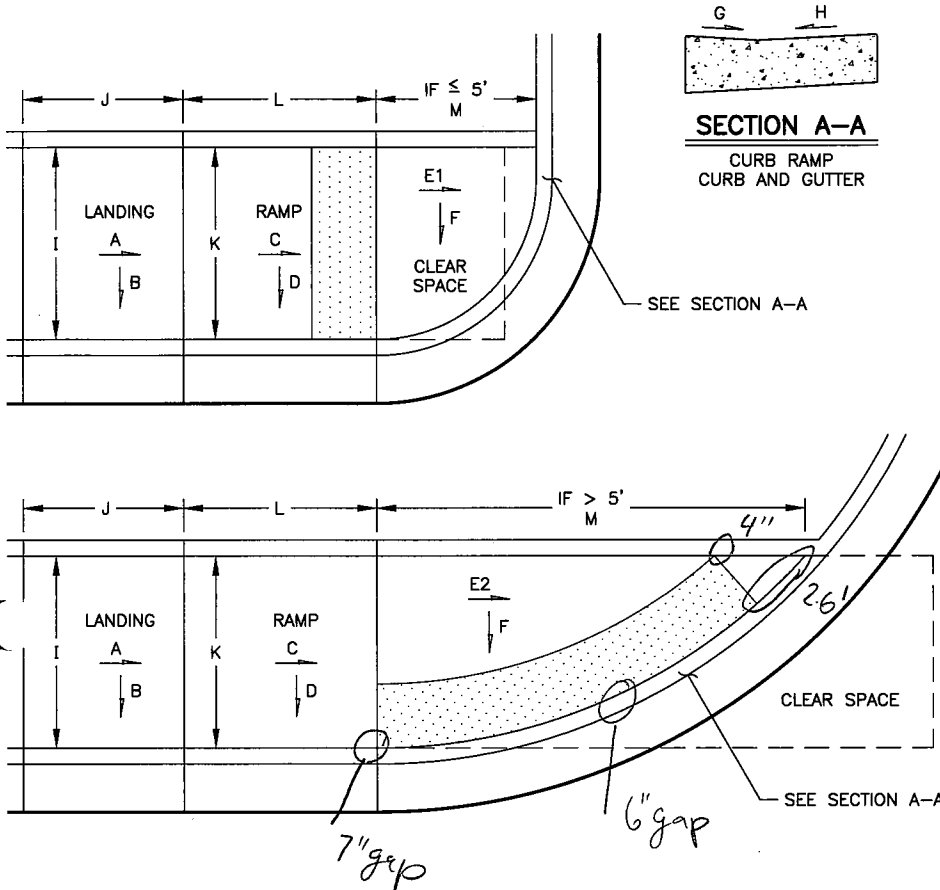 G H
SECTION A-A
CURB RAMP
CURB AND GUTTER
J L IF ≤ 5'
M
LANDING RAMP E1
I A K C F
B D CLEAR
SPACE
SEE SECTION A-A
J L IF > 5'
M
4"
E2
2.6'
LANDING RAMP F
I A K C
B D
CLEAR SPACE
SEE SECTION A-A
6" gap
7" gap